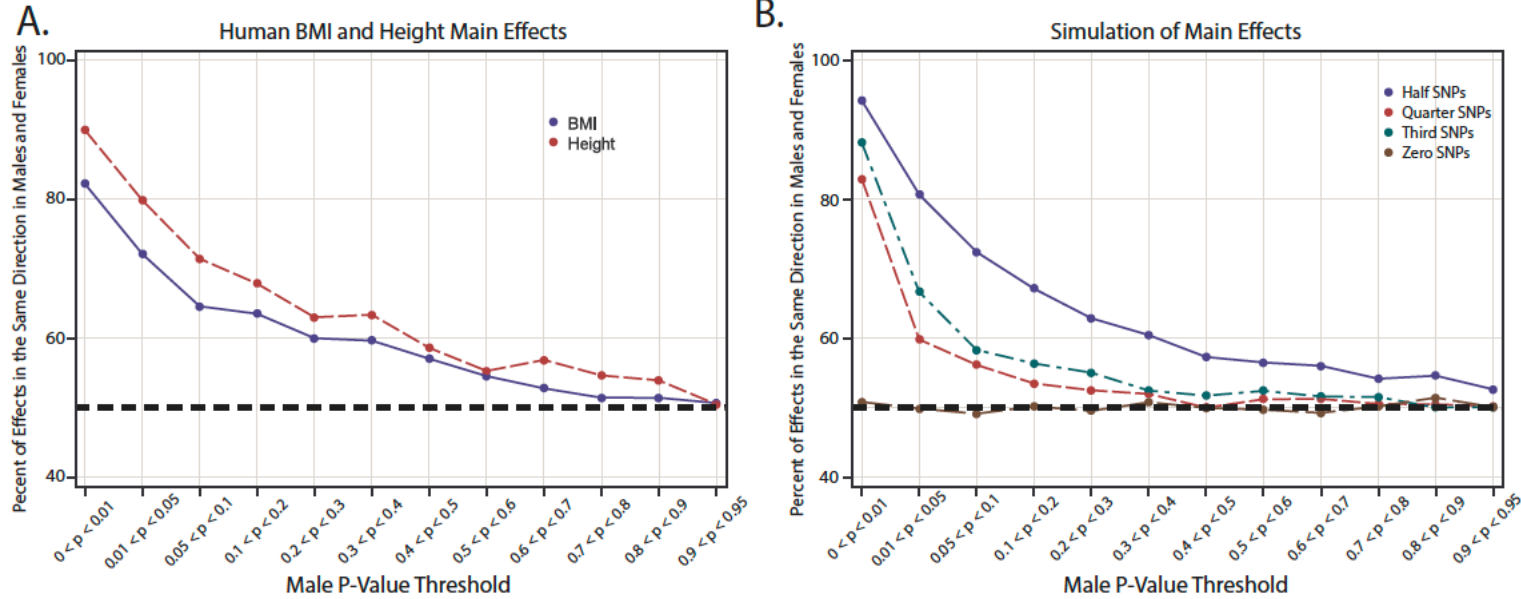 A.
Human BMI and Height Main Effects
Pecent of Effects in the Same Direction in Males and Females
100
80
60
40
BMI
Height
0 < p < 0.01
0.01 < p < 0.05
0.05 < p < 0.1
0.1 < p < 0.2
0.2 < p < 0.3
0.3 < p < 0.4
0.4 < p < 0.5
0.5 < p < 0.6
0.6 < p < 0.7
0.7 < p < 0.8
0.8 < p < 0.9
0.9 < p < 0.95
Male P-Value Threshold
B.
Simulation of Main Effects
Percent of Effects in the Same Direction in Males and Females
100
80
60
40
Half SNPs
Quarter SNPs
Third SNPs
Zero SNPs
0 < p < 0.01
0.01 < p < 0.05
0.05 < p < 0.1
0.1 < p < 0.2
0.2 < p < 0.3
0.3 < p < 0.4
0.4 < p < 0.5
0.5 < p < 0.6
0.6 < p < 0.7
0.7 < p < 0.8
0.8 < p < 0.9
0.9 < p < 0.95
Male P-Value Threshold